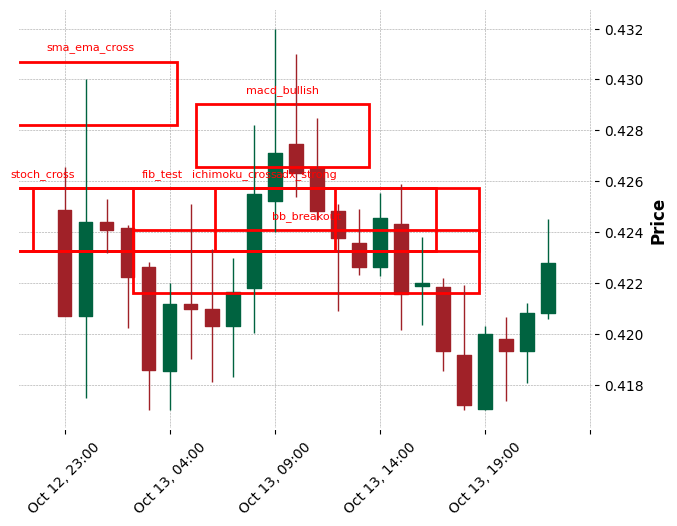 sma_ema_cross
macd_bullish
stoch_cross
fib_test
ichimoku_cross
bb_breakout
0.432
0.430
0.428
0.426
0.424
0.422
0.420
0.418
Price
Oct 12, 23:00
Oct 13, 04:00
Oct 13, 09:00
Oct 13, 14:00
Oct 13, 19:00